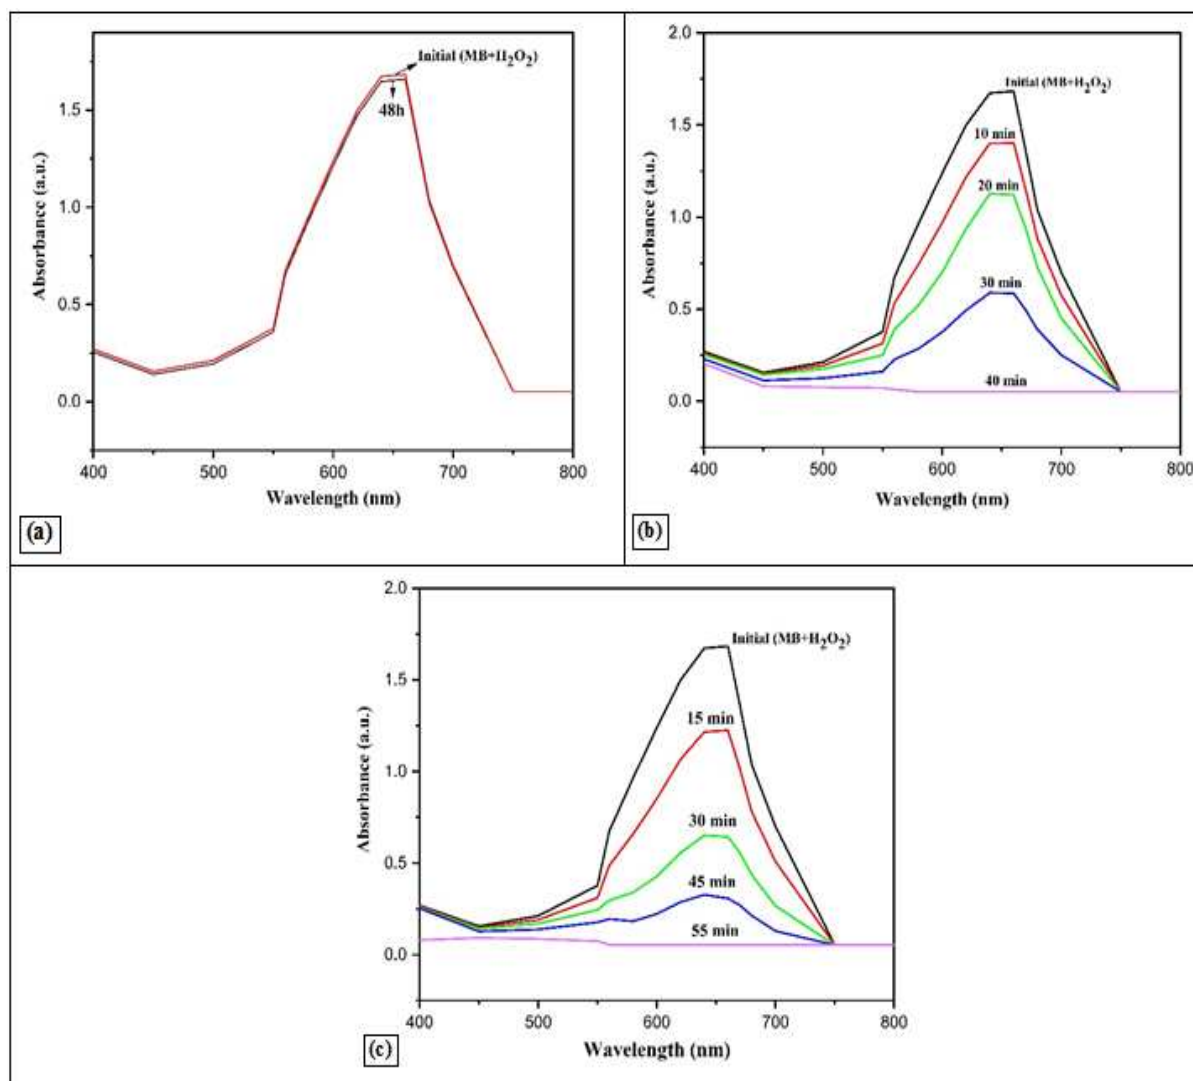 Initial (MB+H2O2)
48h
1.5
1.0
0.5
0.0
Absorbance (a.u.)
400 500 600 700 800
Wavelength (nm)
(a)
2.0
1.5
1.0
0.5
0.0
Absorbance (a.u.)
Initial (MB+H2O2)
10 min
20 min
30 min
40 min
400 500 600 700 800
Wavelength (nm)
(b)
2.0
1.5
1.0
0.5
0.0
Absorbance (a.u.)
Initial (MB+H2O2)
15 min
30 min
45 min
55 min
400 500 600 700 800
Wavelength (nm)
(c)